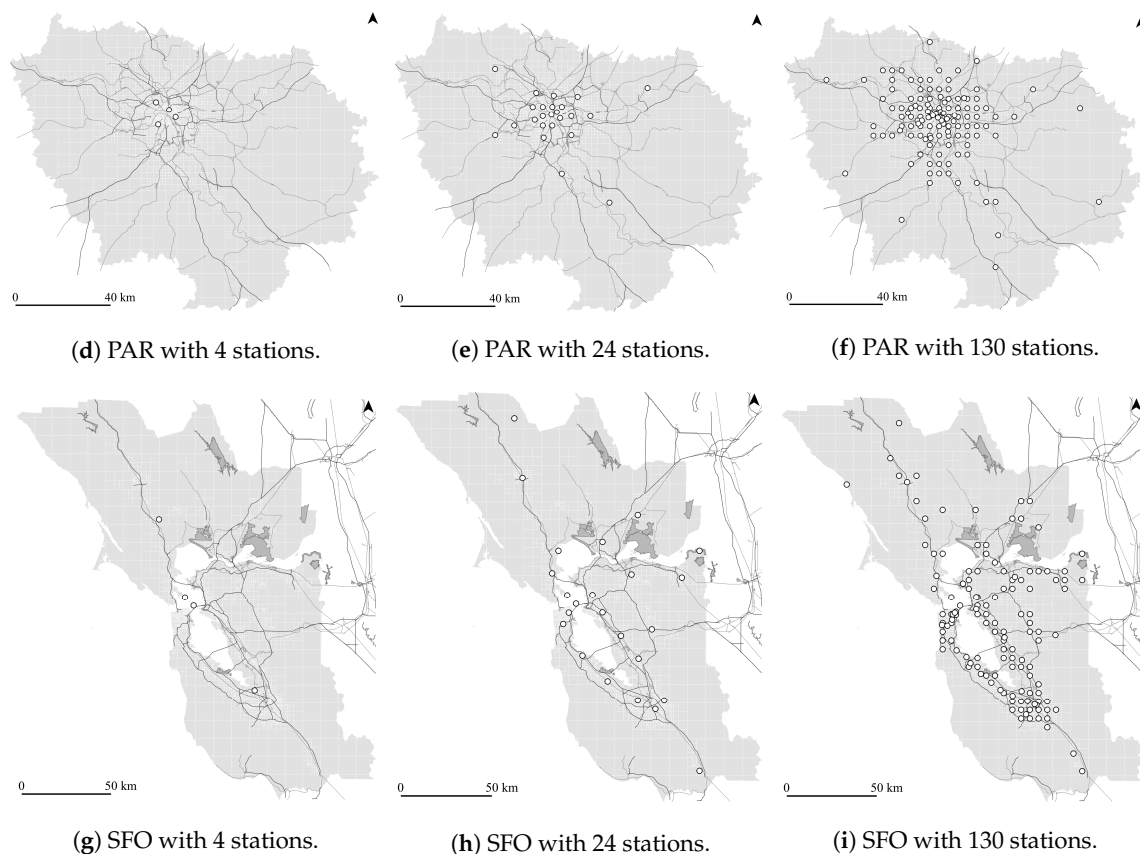 0 40 km 0 40 km 0 40 km
(d) PAR with 4 stations. (e) PAR with 24 stations. (f) PAR with 130 stations.
0 50 km 0 50 km 0 50 km
(g) SFO with 4 stations. (h) SFO with 24 stations. (i) SFO with 130 stations.